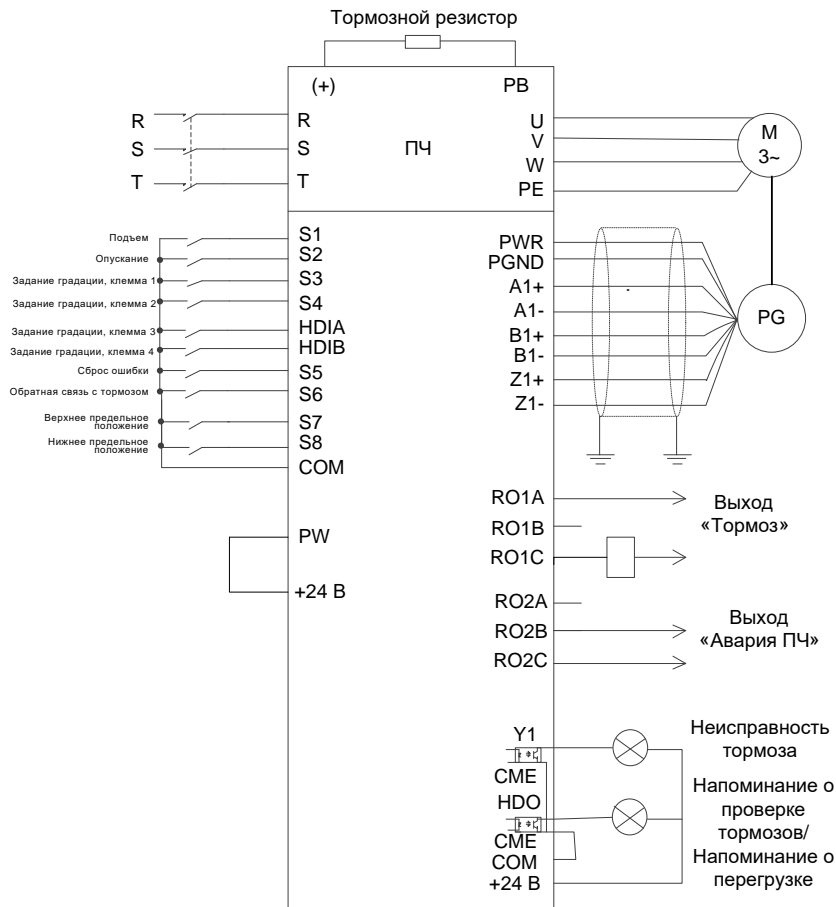 Тормозной резистор
(+)
PB
R
S
T
R
S
T
ПЧ
U
V
W
PE
M
3~
Подъем
Опускание
Задание градации, клемма 1
Задание градации, клемма 2
Задание градации, клемма 3
Задание градации, клемма 4
Сброс ошибки
Обратная связь с тормозом
Верхнее предельное
положение
Нижнее предельное
положение
S1
S2
S3
S4
HDIA
HDIB
S5
S6
S7
S8
COM
PW
+24 В
PWR
PGND
A1+
A1-
B1+
B1-
Z1+
Z1-
PG
RO1A
RO1B
RO1C
Выход
«Тормоз»
RO2A
RO2B
RO2C
Выход
«Авария ПЧ»
Y1
CME
HDO
CME
COM
+24 В
Неисправность
тормоза
Напоминание о
проверке
тормозов/
Напоминание о
перегрузке